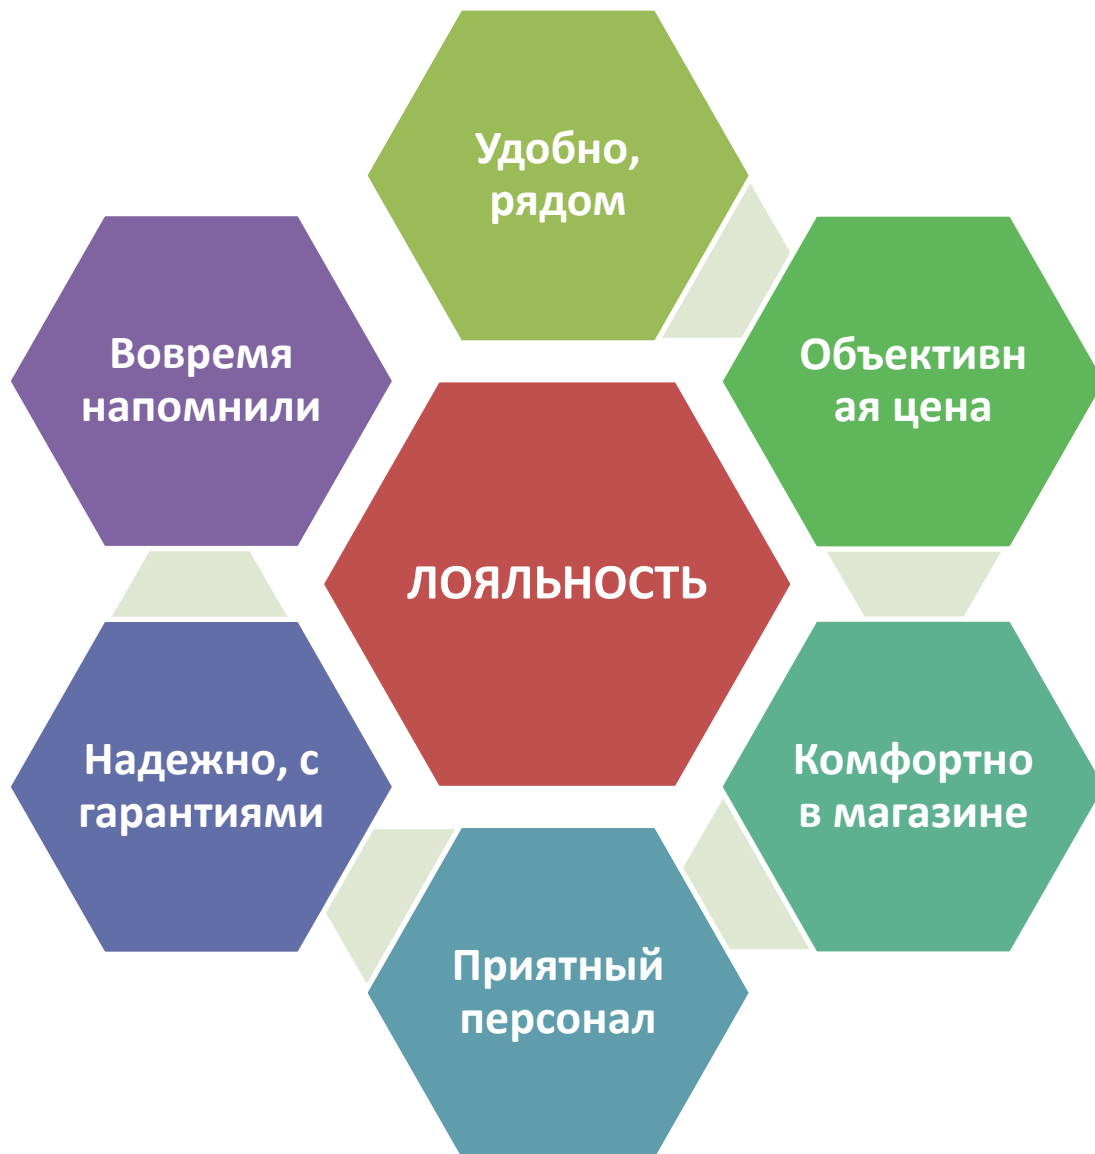 Удобно,
рядом
Вовремя
напомнили
Объективн
ая цена
ЛОЯЛЬНОСТЬ
Надежно, с
гарантиями
Комфортно
в магазине
Приятный
персонал